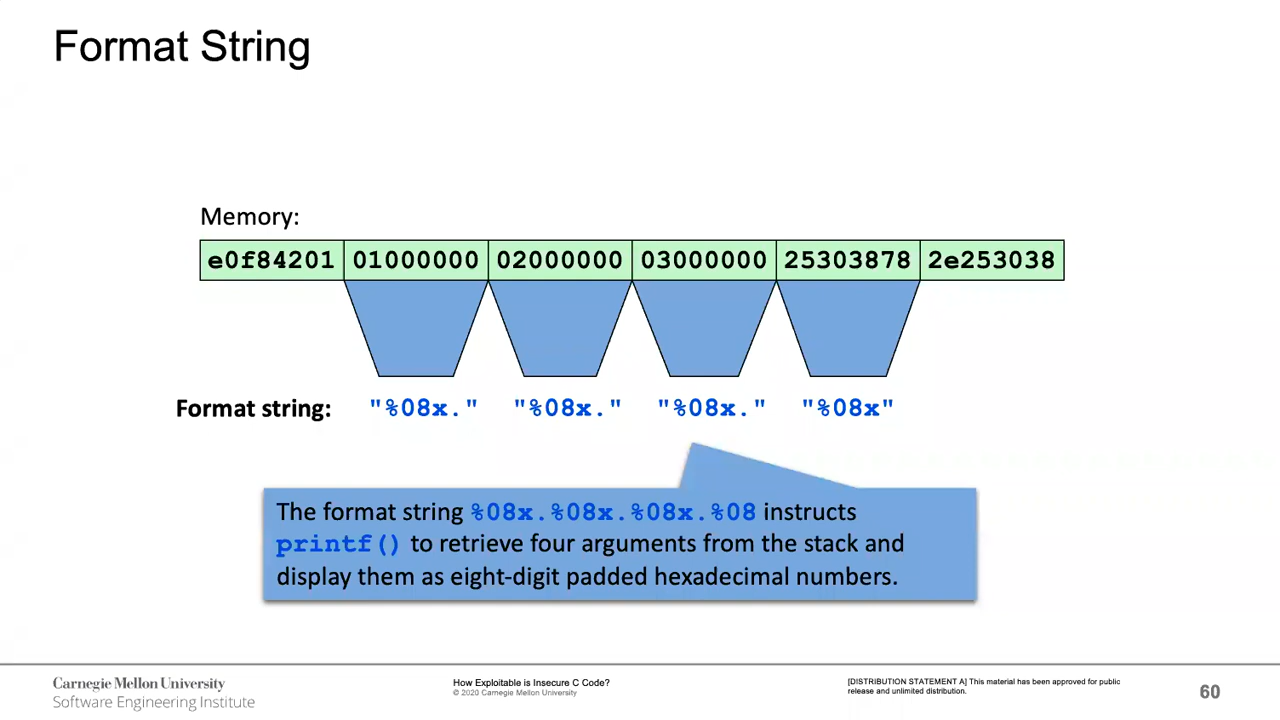 Format String
Memory:
e0f84201 01000000 02000000 03000000 25303878 2e253038
Format string: "%08x." "%08x." "%08x." "%08x"
The format string %08x.%08x.%08x.%08 instructs
printf() to retrieve four arguments from the stack and
display them as eight-digit padded hexadecimal numbers.
Carnegie Mellon University
Software Engineering Institute
How Exploitable is Insecure C Code?
© 2020 Carnegie Mellon University
[DISTRIBUTION STATEMENT A] This material has been approved for public
release and unlimited distribution.
60